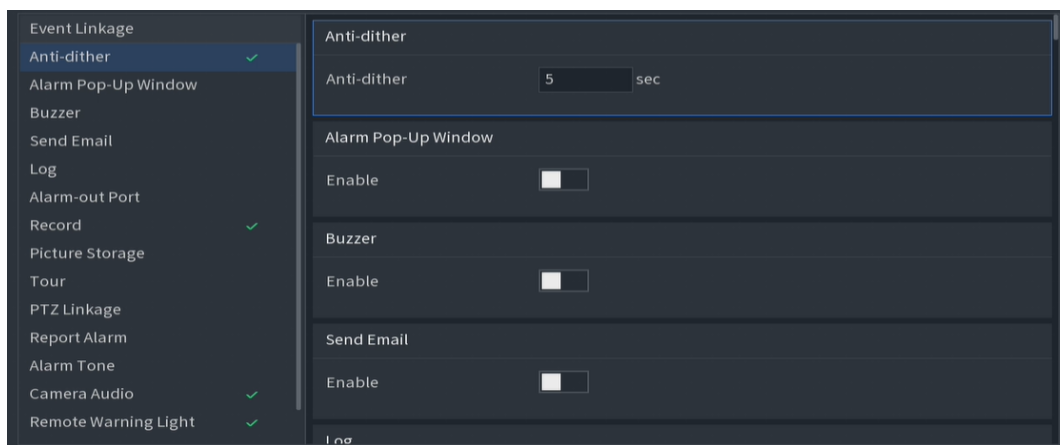 Event Linkage
Anti-dither
Alarm Pop-Up Window
Buzzer
Send Email
Log
Alarm-out Port
Record
Picture Storage
Tour
PTZ Linkage
Report Alarm
Alarm Tone
Camera Audio
Remote Warning Light
Anti-dither
Anti-dither 5 sec
Alarm Pop-Up Window
Enable
Buzzer
Enable
Send Email
Enable
Log